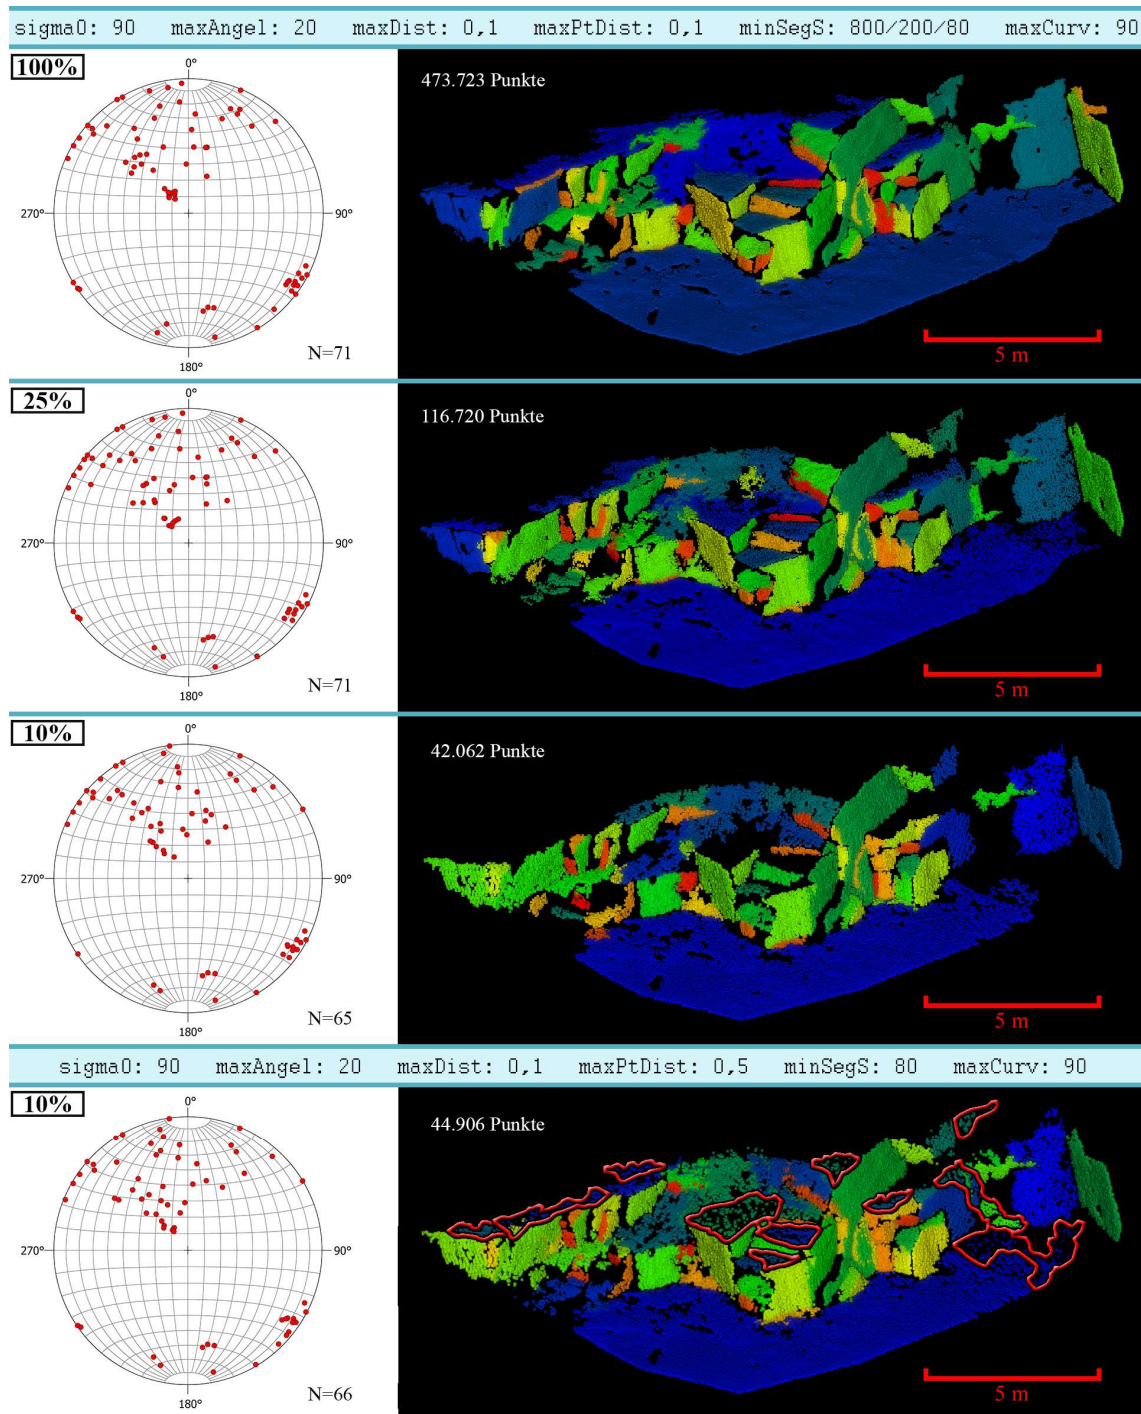 sigma0: 90 maxAngel: 20 maxDist: 0,1 maxPtDist: 0,1 minSegS: 800/200/80 maxCurv: 90
100%
0°
270°
90°
180°
N=71
473.723 Punkte
5 m
25%
0°
270°
90°
180°
N=71
116.720 Punkte
5 m
10%
0°
270°
90°
180°
N=65
42.062 Punkte
5 m
sigma0: 90 maxAngel: 20 maxDist: 0,1 maxPtDist: 0,5 minSegS: 80 maxCurv: 90
10%
0°
270°
90°
180°
N=66
44.906 Punkte
5 m